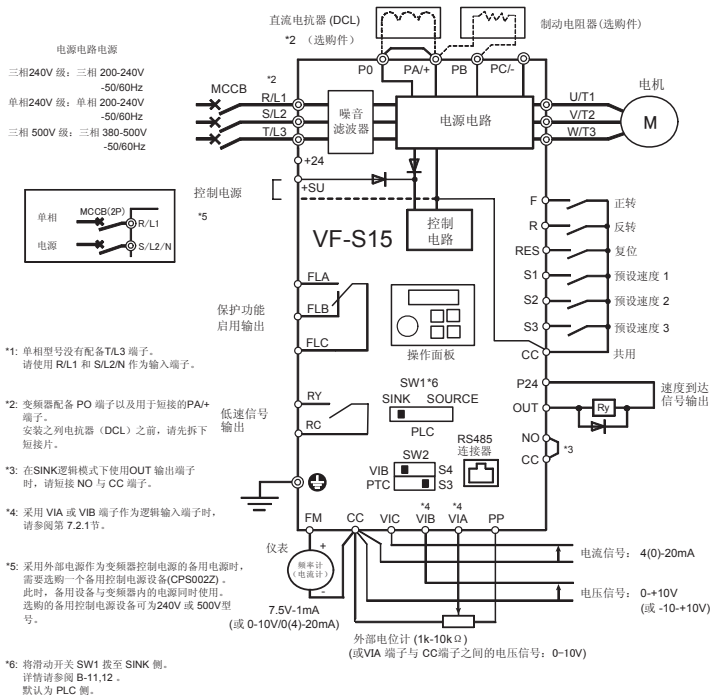 直流电抗器 (DCL)
*2 （选购件）
制动电阻器(选购件)
电源电路电源
三相240V 级：三相 200-240V
-50/60Hz
单相240V 级：单相 200-240V
-50/60Hz
三相 500V 级：三相 380-500V
-50/60Hz
MCCB
*2
R/L1
S/L2
T/L3
P0
PA/+
PB
PC/-
噪音
滤波器
电源电路
U/T1
V/T2
W/T3
电机
M
+24
+SU
控制电源
*5
控制
电路
VF-S15
单相
电源
MCCB(2P)
R/L1
S/L2/N
F
正转
R
反转
RES
复位
S1
预设速度 1
S2
预设速度 2
S3
预设速度 3
CC
共用
FLA
FLB
FLC
保护功能
启用输出
操作面板
P24
OUT
Ry
速度到达
信号输出
NO
CC
*3
RY
RC
低速信号
输出
SW1*6
SINK
SOURCE
PLC
SW2
VIB
S4
PTC
S3
RS485
连接器
*4
*4
FM
CC
VIC
VIB
VIA
PP
仪表
+
频率计
（电流计）
-
7.5V-1mA
(或 0-10V/0(4)-20mA)
电流信号：4(0)-20mA
电压信号：0-+10V
(或 -10-+10V)
外部电位计 (1k-10kΩ)
(或VIA 端子与 CC端子之间的电压信号：0~10V)
*1: 单相型号没有配备T/L3 端子。
请使用 R/L1 和 S/L2/N 作为输入端子。
*2: 变频器配备 PO 端子以及用于短接的PA/+
端子。
安装之列电抗器（DCL）之前，请先拆下
短接片。
*3: 在SINK逻辑模式下使用OUT 输出端子
时，请短接 NO 与 CC 端子。
*4: 采用 VIA 或 VIB 端子作为逻辑输入端子时，
请参阅第 7.2.1节。
*5: 采用外部电源作为变频器控制电源的备用电源时，
需要选购一个备用控制电源设备(CPS002Z) 。
此时，备用设备与变频器内的电源同时使用。
选购的备用控制电源设备可为240V 或 500V型
号。
*6: 将滑动开关 SW1 拨至 SINK 侧。
详情请参阅 B-11,12 。
默认为 PLC 侧。